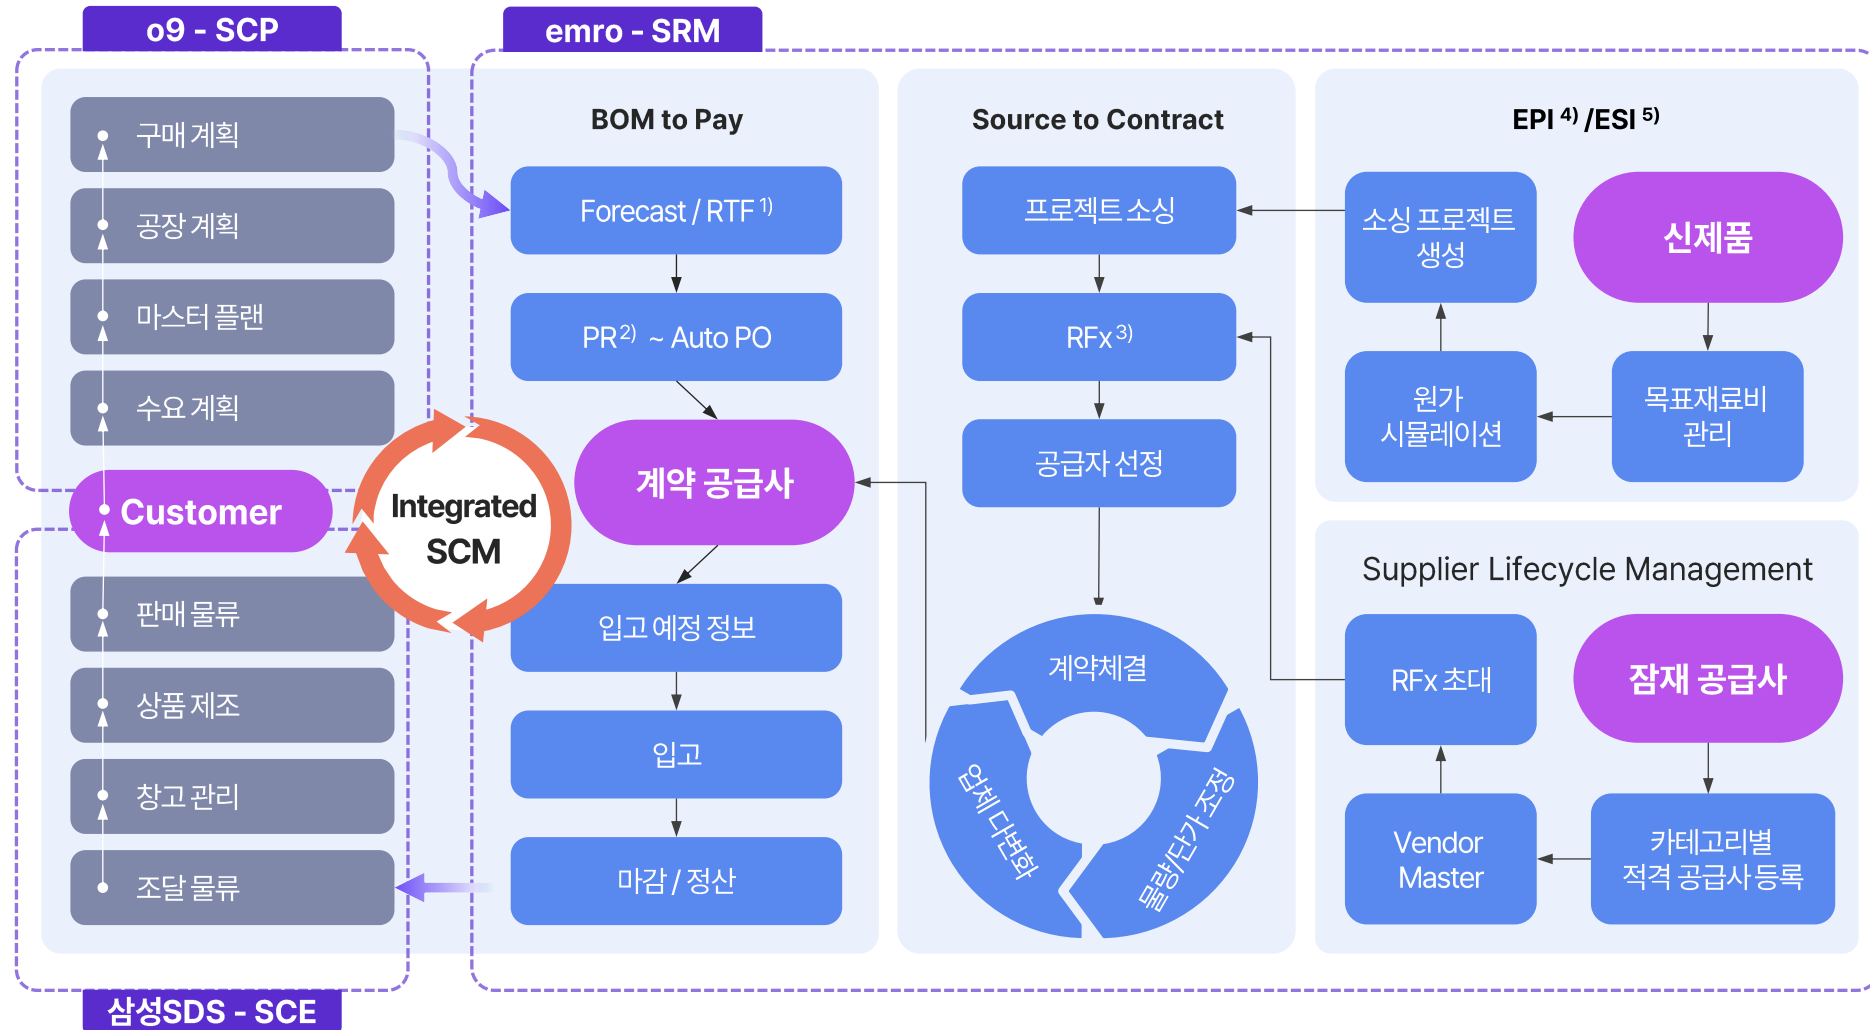 o9 - SCP
구매 계획
공장 계획
마스터 플랜
수요 계획
Customer
판매 물류
상품 제조
창고 관리
조달 물류
삼성SDS - SCE
Integrated
SCM
emro - SRM
BOM to Pay
Forecast / RTF 1)
PR 2) ~ Auto PO
계약 공급사
입고 예정 정보
입고
마감 / 정산
Source to Contract
프로젝트 소싱
RFx 3)
공급자 선정
계약체결
물량/단가 조정
업체 다변화
EPI 4) /ESI 5)
신제품
목표재료비
관리
원가
시뮬레이션
소싱 프로젝트
생성
Supplier Lifecycle Management
잠재 공급사
카테고리별
적격 공급사 등록
Vendor
Master
RFx 초대